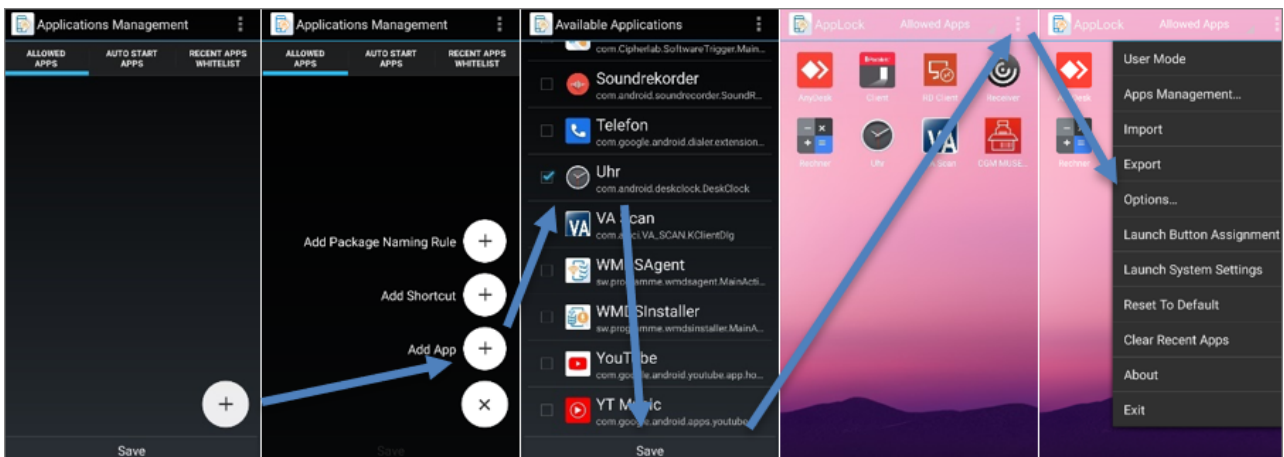 Applications Management
ALLOWED APPS
AUTO START APPS
RECENT APPS WHITELIST
Save
Applications Management
ALLOWED APPS
AUTO START APPS
RECENT APPS WHITELIST
Add Package Naming Rule
Add Shortcut
Add App
Save
Available Applications
com.Cipherlab.SoftwareTrigger.Main...
Soundrekorder
com.android.soundrecorder.SoundR...
Telefon
com.google.android.dialer.extension...
Uhr
com.android.deskclock.DeskClock
VA Scan
VA_SCAN.KClientDlg
WMDSAgent
sw.programme.wmdsagent.MainActi...
WMDSInstaller
sw.programme.wmdsinstaller.MainA...
YouTube
com.google.android.youtube.app.ho...
YT Music
com.google.android.apps.youtube
Save
AppLock
Allowed Apps
AnyDesk
Client
RD Client
Receiver
Rechner
Uhr
VA Scan
CGM MUSE...
AppLock
Allowed Apps
Rechner
User Mode
Apps Management...
Import
Export
Options...
Launch Button Assignment
Launch System Settings
Reset To Default
Clear Recent Apps
About
Exit